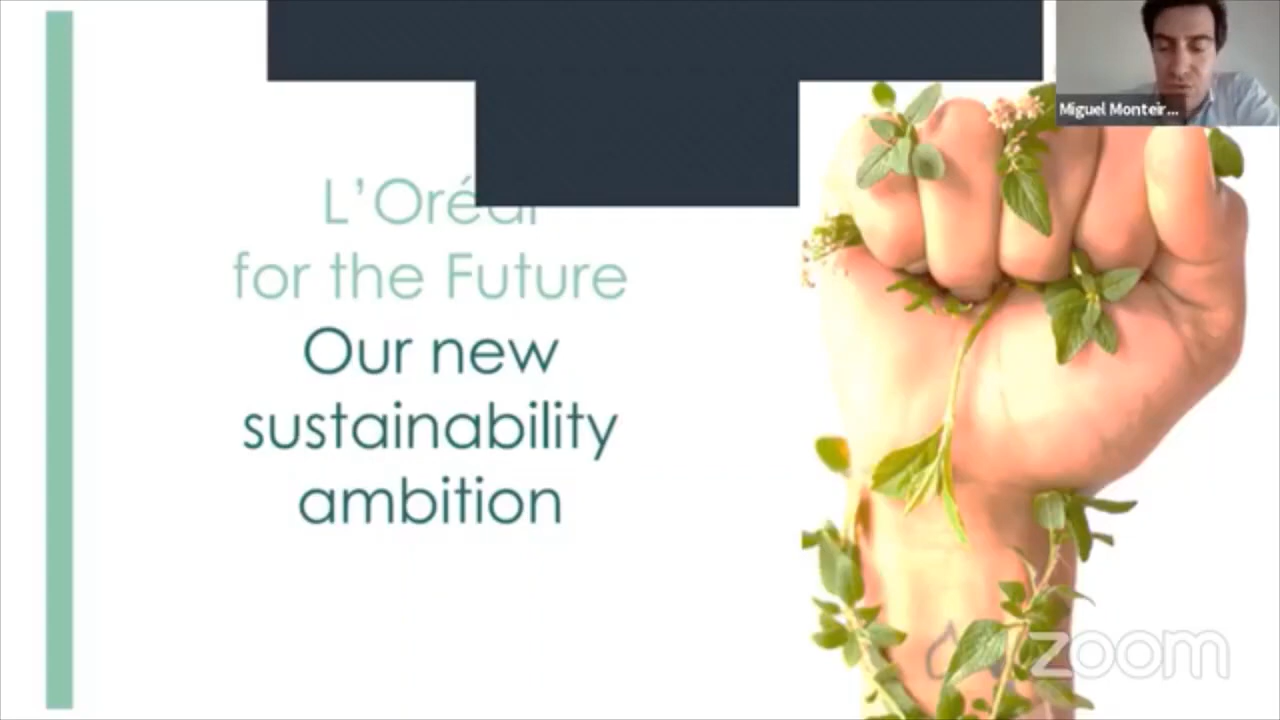 Miguel Monteir...
L'Oréal
for the Future
Our new
sustainability
ambition
zoom